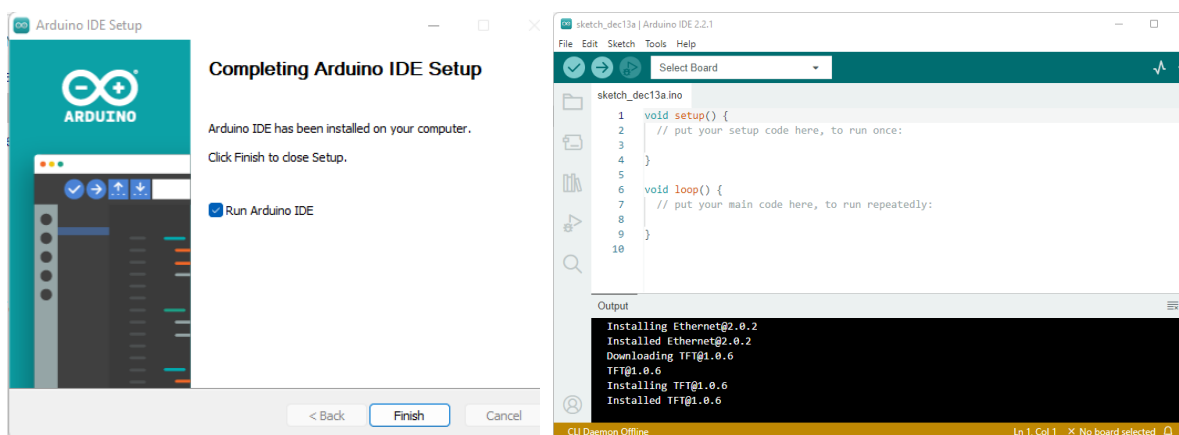 Arduino IDE Setup
ARDUINO
Completing Arduino IDE Setup
Arduino IDE has been installed on your computer.
Click Finish to close Setup.
Run Arduino IDE
< Back
Finish
Cancel
sketch_dec13a | Arduino IDE 2.2.1
File Edit Sketch Tools Help
Select Board
sketch_dec13a.ino
1 void setup() {
2 // put your setup code here, to run once:
3
4 }
5
6 void loop() {
7 // put your main code here, to run repeatedly:
8
9 }
10
Output
Installing Ethernet@2.0.2
Installed Ethernet@2.0.2
Downloading TFT@1.0.6
TFT@1.0.6
Installing TFT@1.0.6
Installed TFT@1.0.6
CLI Daemon Offline
Ln 1, Col 1 × No board selected